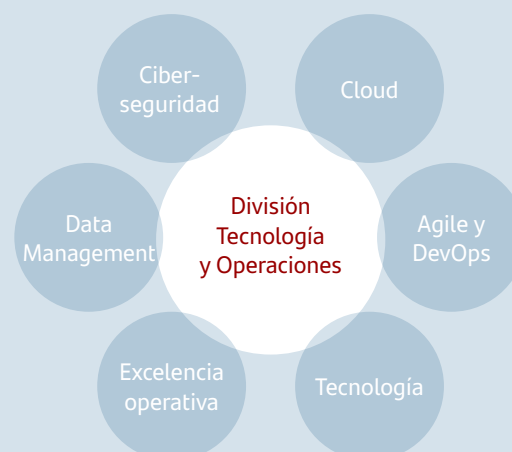 Ciber-
seguridad
Cloud
Data
Management
División
Tecnología
y Operaciones
Agile y
DevOps
Excelencia
operativa
Tecnología